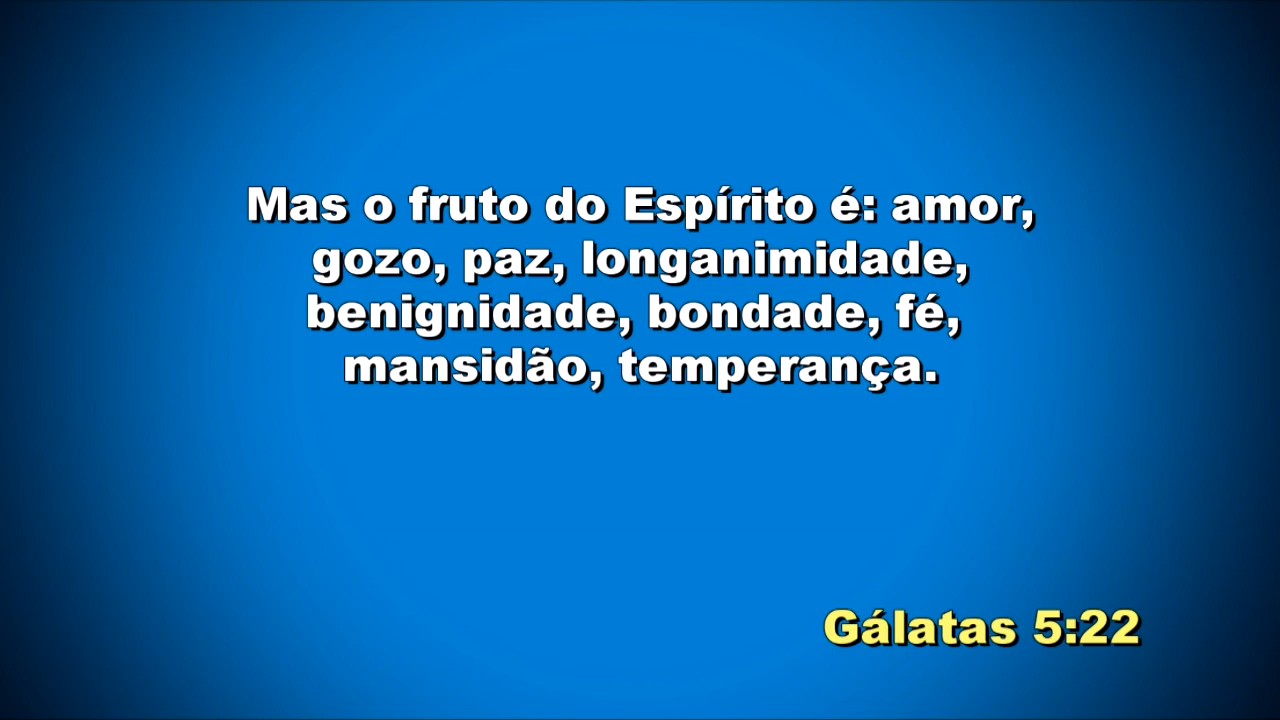 Mas o fruto do Espírito é: amor,
gozo, paz, longanimidade,
benignidade, bondade, fé,
mansidão, temperança.
Gálatas 5:22